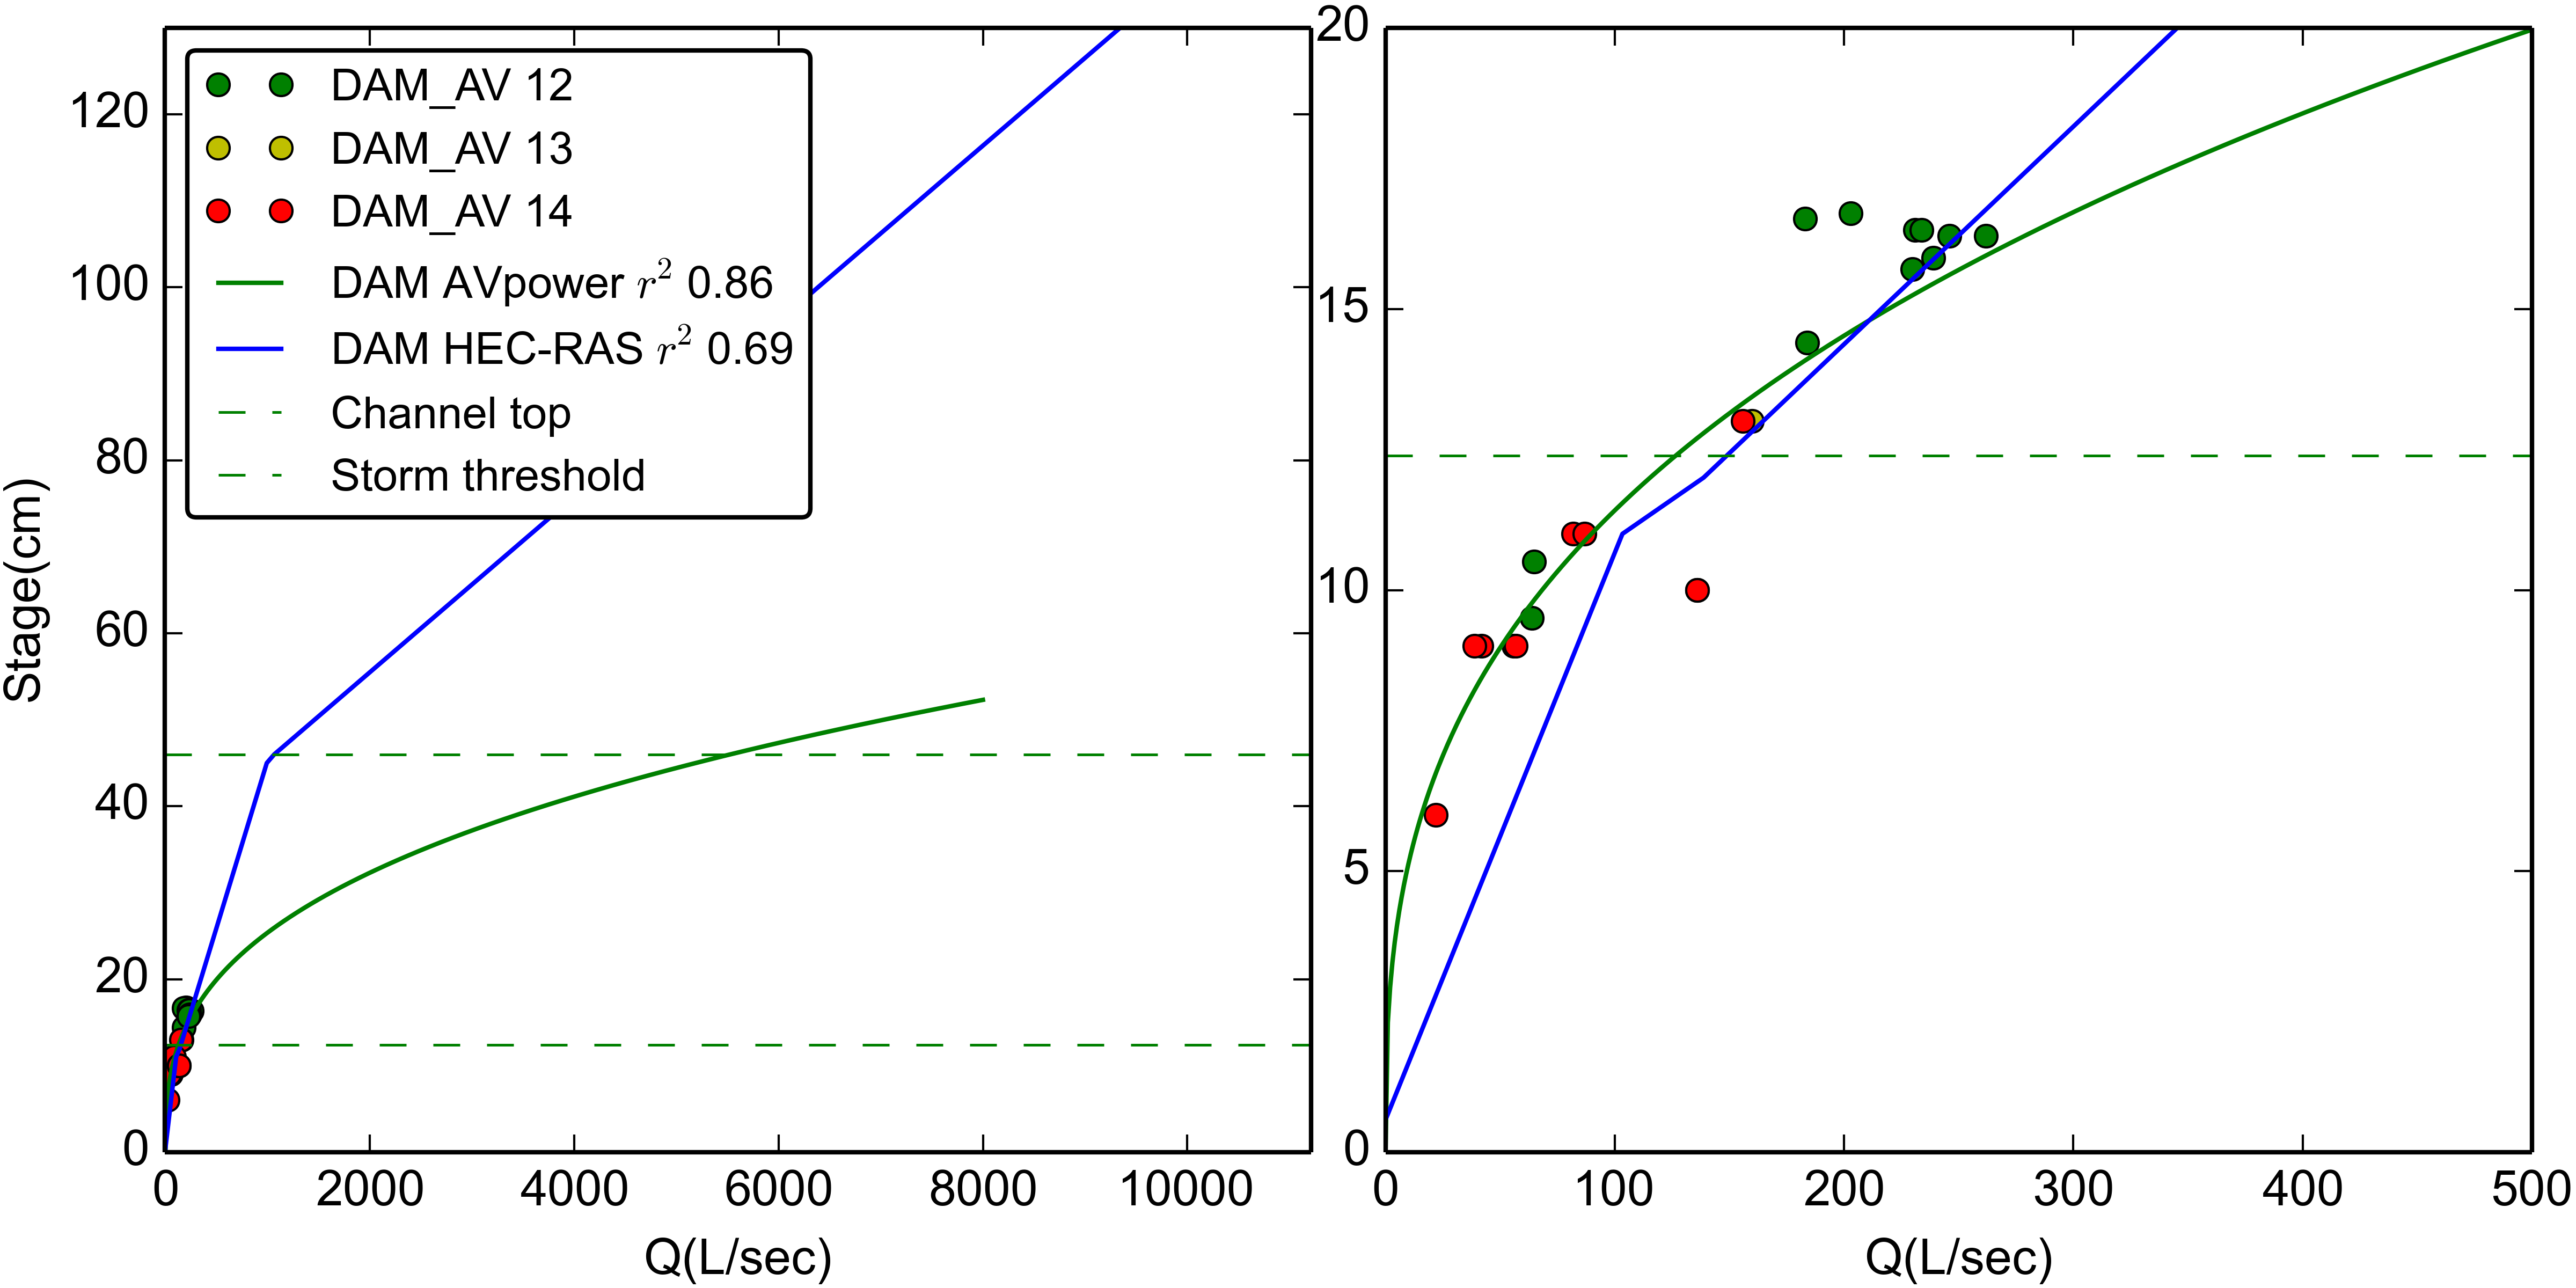 DAM_AV 12
DAM_AV 13
DAM_AV 14
DAM AVpower r² 0.86
DAM HEC-RAS r² 0.69
Channel top
Storm threshold
Stage(cm)
120
100
80
60
40
20
0
0 2000 4000 6000 8000 10000
Q(L/sec)
20
15
10
5
0
0 100 200 300 400 500
Q(L/sec)